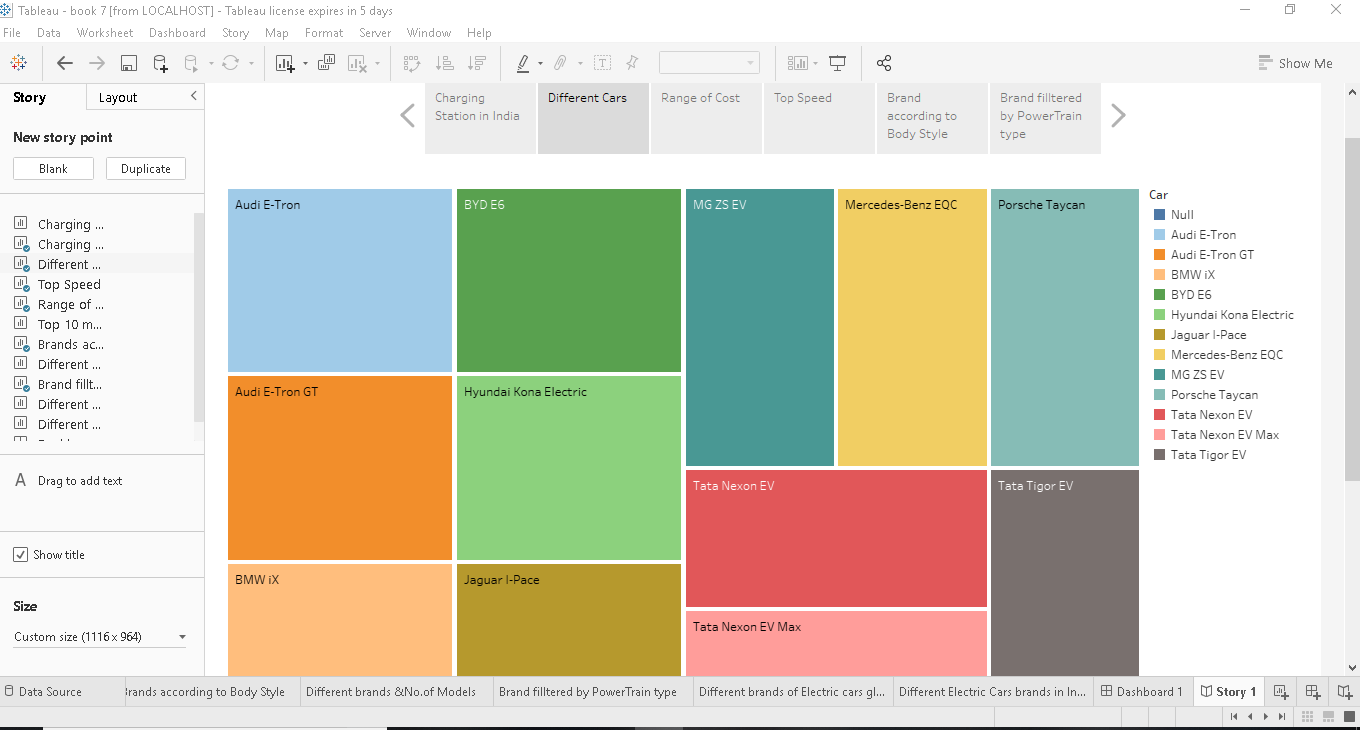 Tableau - book 7 [from LOCALHOST] - Tableau license expires in 5 days
File Data Worksheet Dashboard Story Map Format Server Window Help
Show Me
Story
Layout
New story point
Blank
Duplicate
Charging ...
Charging ...
Different ...
Top Speed
Range of ...
Top 10 m...
Brands ac...
Different ...
Brand fillt...
Different ...
Different ...
A Drag to add text
Show title
Size
Custom size (1116 x 964)
Charging
Station in India
Different Cars
Range of Cost
Top Speed
Brand
according to
Body Style
Brand filltered
by PowerTrain
type
Audi E-Tron
BYD E6
MG ZS EV
Mercedes-Benz EQC
Porsche Taycan
Audi E-Tron GT
Hyundai Kona Electric
Tata Nexon EV
Tata Tigor EV
BMW iX
Jaguar I-Pace
Tata Nexon EV Max
Car
Null
Audi E-Tron
Audi E-Tron GT
BMW iX
BYD E6
Hyundai Kona Electric
Jaguar I-Pace
Mercedes-Benz EQC
MG ZS EV
Porsche Taycan
Tata Nexon EV
Tata Nexon EV Max
Tata Tigor EV
Data Source
Brands according to Body Style
Different brands &No.of Models
Brand filltered by PowerTrain type
Different brands of Electric cars gl...
Different Electric Cars brands in In...
Dashboard 1
Story 1